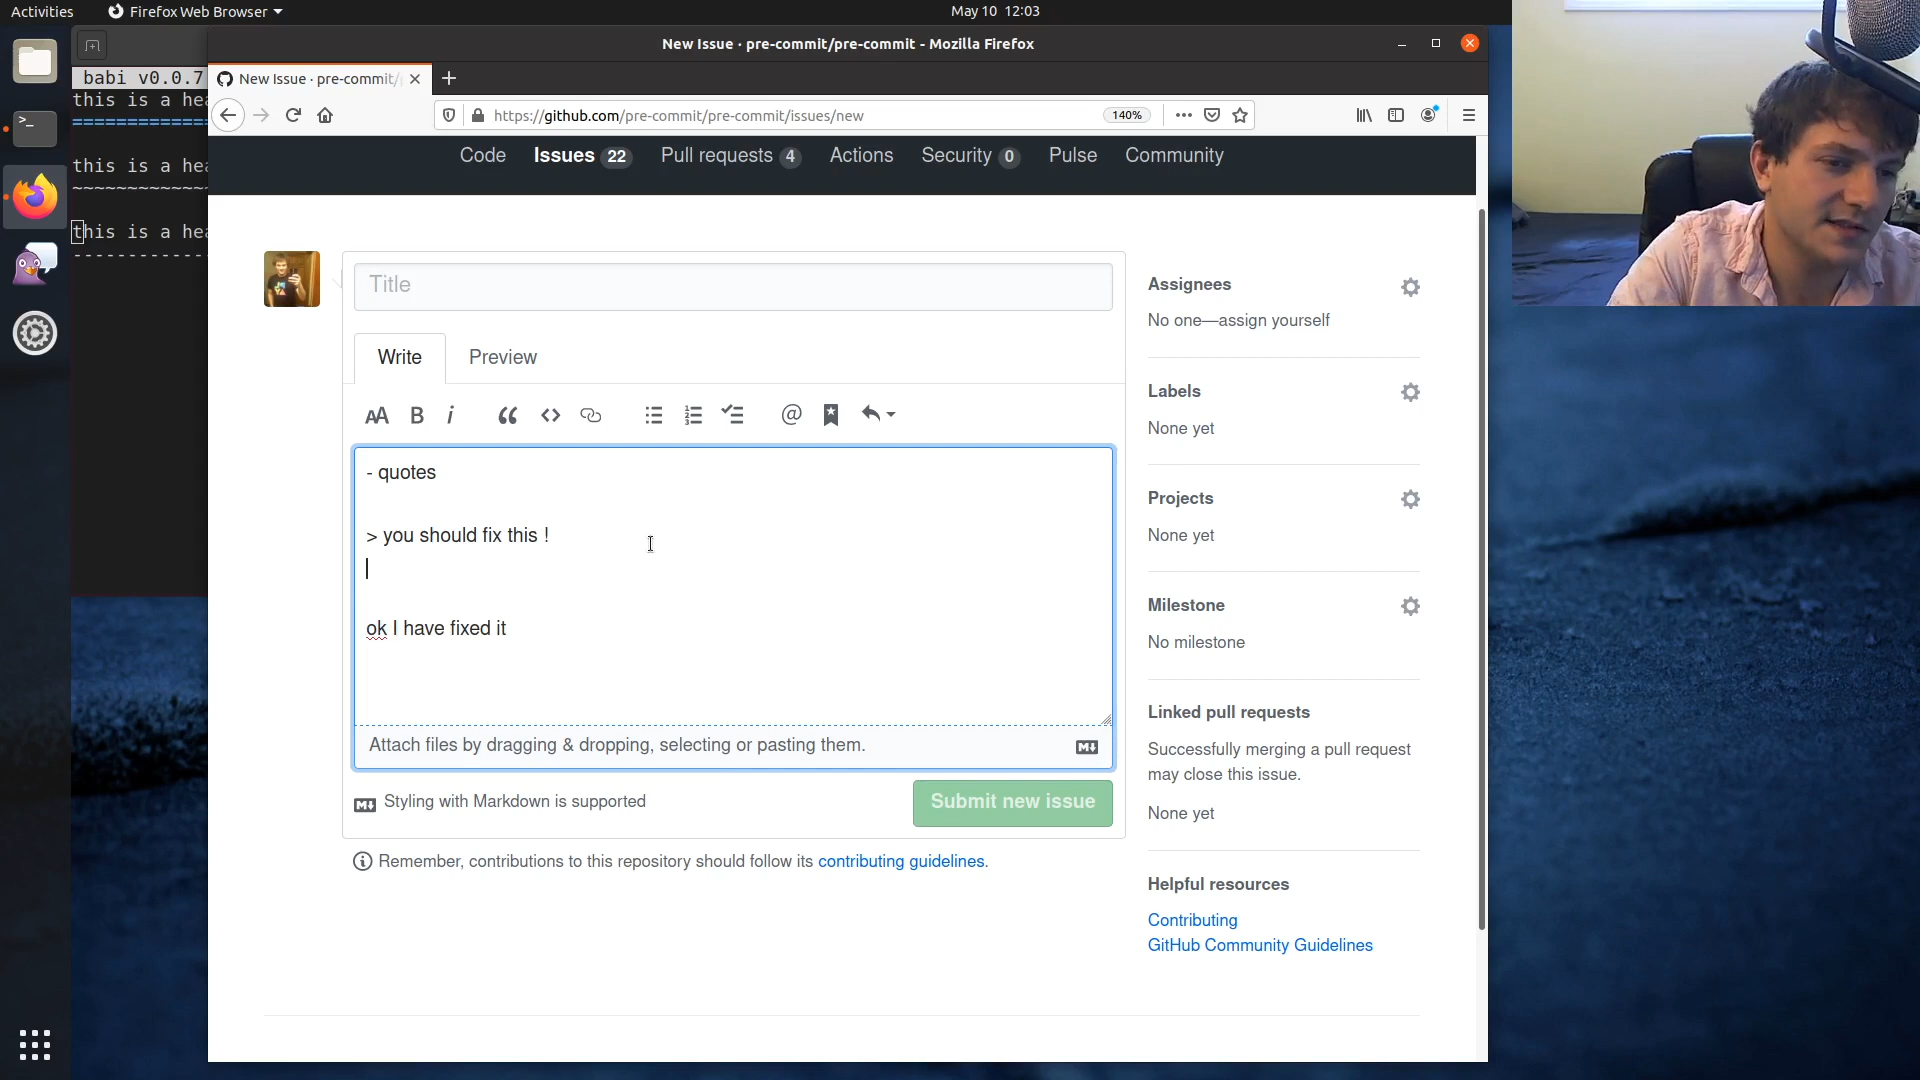 Activities Firefox Web Browser May 10 12:03
New Issue · pre-commit/pre-commit - Mozilla Firefox
babi v0.0.7 New Issue · pre-commit/
this is a hea
https://github.com/pre-commit/pre-commit/issues/new 140%
==============
Code Issues 22 Pull requests 4 Actions Security 0 Pulse Community
this is a hea
~~~~~~~~~~~~~
this is a hea
-------------
Title
Write Preview
AA B i
- quotes
> you should fix this !
ok I have fixed it
Attach files by dragging & dropping, selecting or pasting them.
Styling with Markdown is supported
Submit new issue
Remember, contributions to this repository should follow its contributing guidelines.
Assignees
No one—assign yourself
Labels
None yet
Projects
None yet
Milestone
No milestone
Linked pull requests
Successfully merging a pull request
may close this issue.
None yet
Helpful resources
Contributing
GitHub Community Guidelines